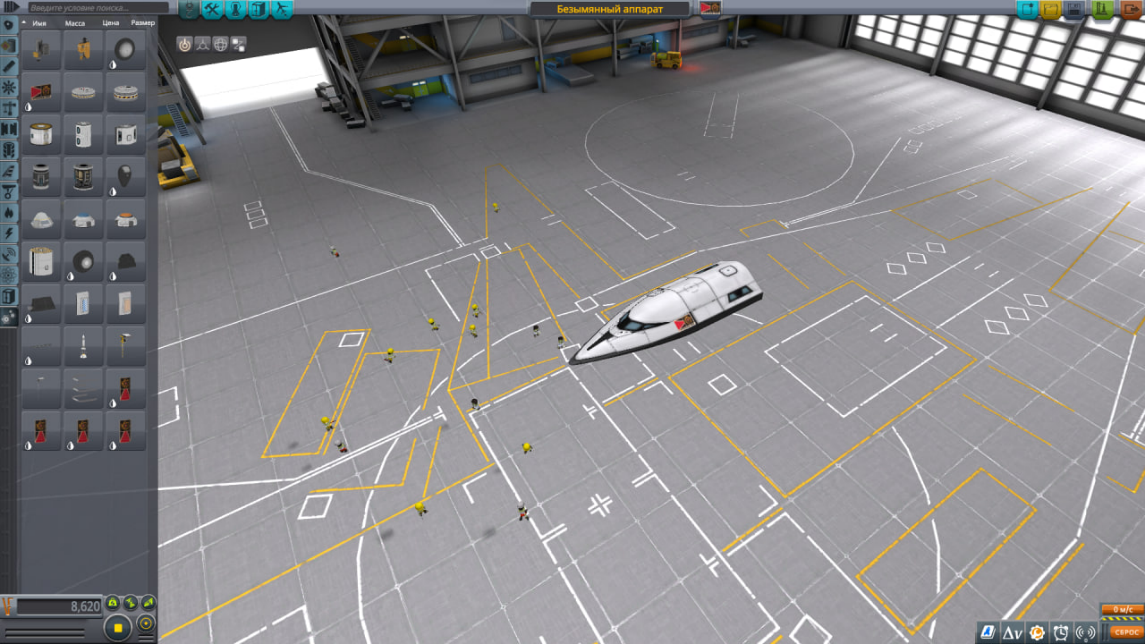 Введите условие поиска...
Безымянный аппарат
Имя Масса Цена Размер
8,620
0 м/с
ΔV
СБРОС